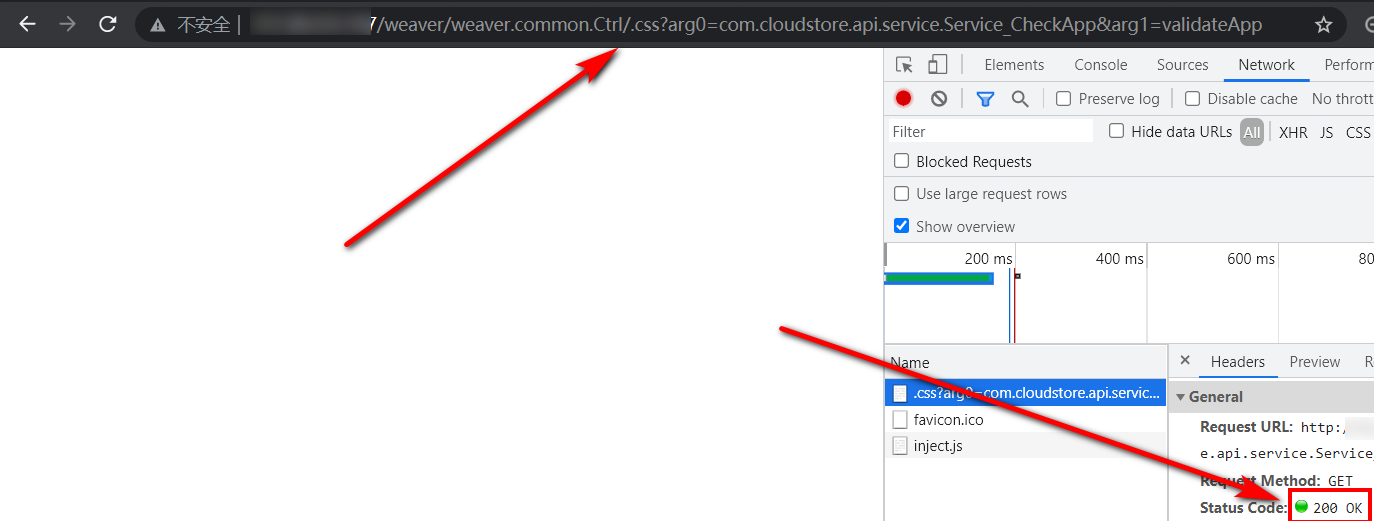 不安全 | 7/weaver/weaver.common.Ctrl/.css?arg0=com.cloudstore.api.service.Service_CheckApp&arg1=validateApp
Elements Console Sources Network Perform
Preserve log Disable cache No thrott
Filter Hide data URLs All XHR JS CSS
Blocked Requests
Use large request rows
Show overview
200 ms 400 ms 600 ms 80
Name × Headers Preview R
.css?arg0=com.cloudstore.api.servic... General
favicon.ico Request URL: http:/
inject.js e.api.service.Service
Request Method: GET
Status Code: 200 OK